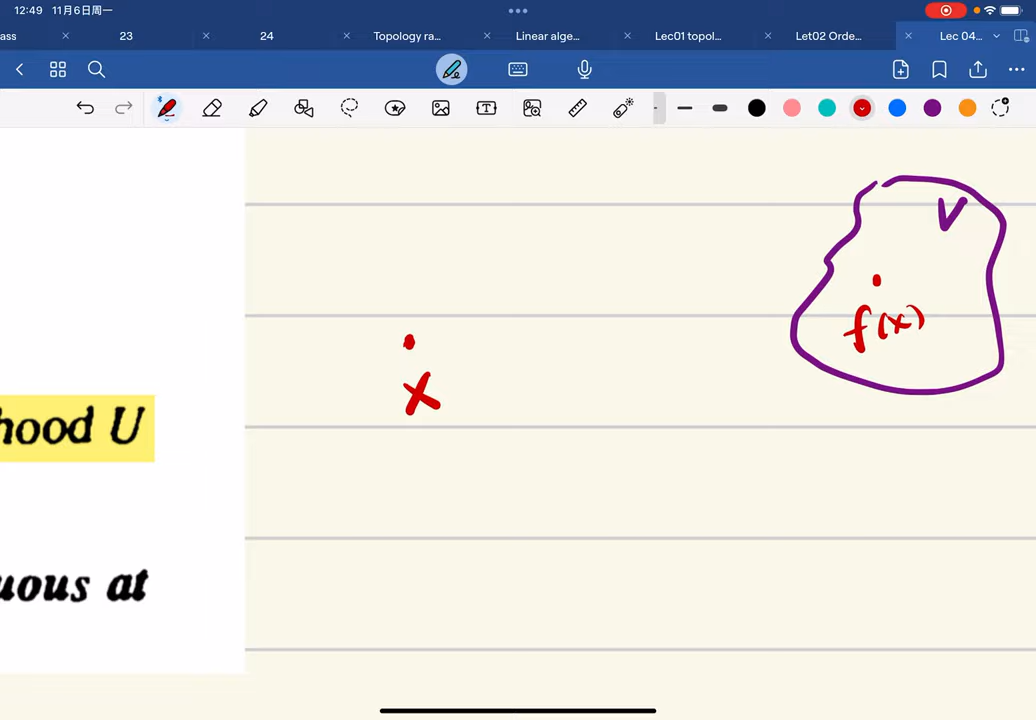 12:49 11月6日周一
ass
23
24
Topology ra...
Linear alge...
Lec01 topol...
Let02 Orde...
Lec 04...
V
f(x)
x
hood U
uous at